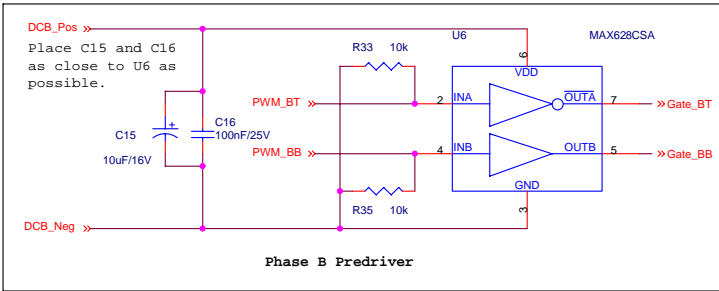 DCB_Pos
Place C15 and C16
as close to U6 as
possible.
R33 10k
U6
MAX628CSA
6
VDD
PWM_BT
2
INA
OUTA
7
Gate_BT
C16
100nF/25V
C15
+
10uF/16V
PWM_BB
4
INB
OUTB
5
Gate_BB
GND
R35 10k
3
DCB_Neg
Phase B Predriver